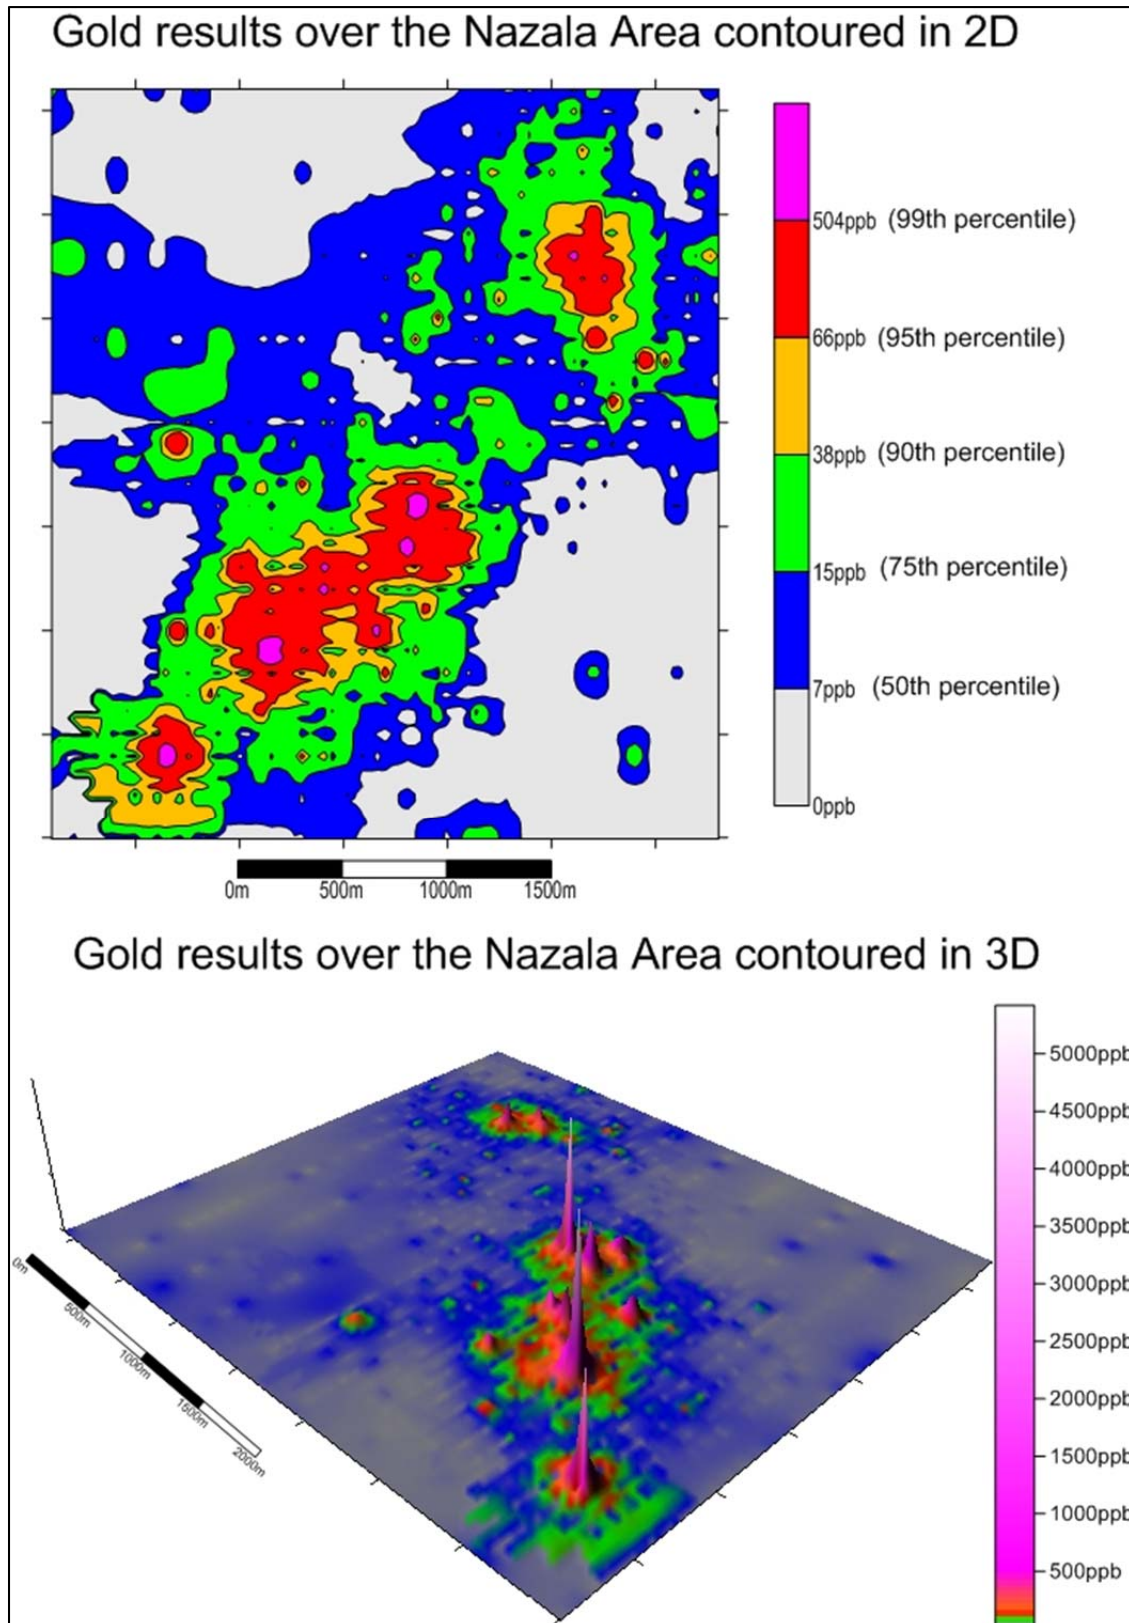 Gold results over the Nazala Area contoured in 2D
504ppb (99th percentile)
66ppb (95th percentile)
38ppb (90th percentile)
15ppb (75th percentile)
7ppb (50th percentile)
0ppb
0m 500m 1000m 1500m
Gold results over the Nazala Area contoured in 3D
5000ppb
4500ppb
4000ppb
3500ppb
3000ppb
2500ppb
2000ppb
1500ppb
1000ppb
500ppb
0m
500m
1000m
1500m
2000m